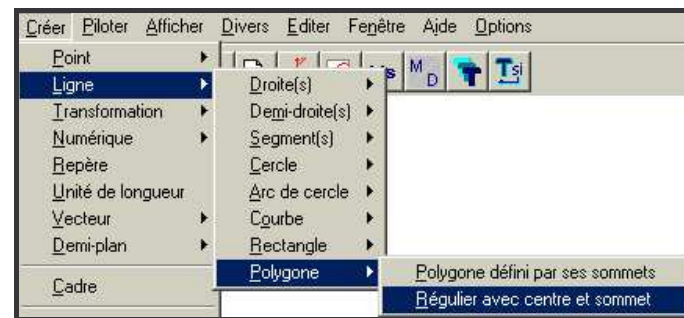 Créer Piloter Afficher Divers Editer Fenêtre Aide Options
Point
Ligne
Transformation
Numérique
Repère
Unité de longueur
Vecteur
Demi-plan
Cadre
M D
Tsi
Droite(s)
Demi-droite(s)
Segment(s)
Cercle
Arc de cercle
Courbe
Rectangle
Polygone
Polygone défini par ses sommets
Régulier avec centre et sommet